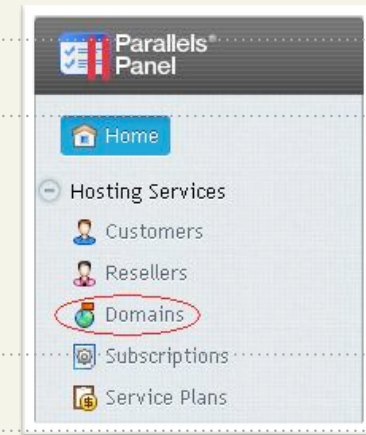 Parallels®
Panel
Home
Hosting Services
Customers
Resellers
Domains
Subscriptions
Service Plans